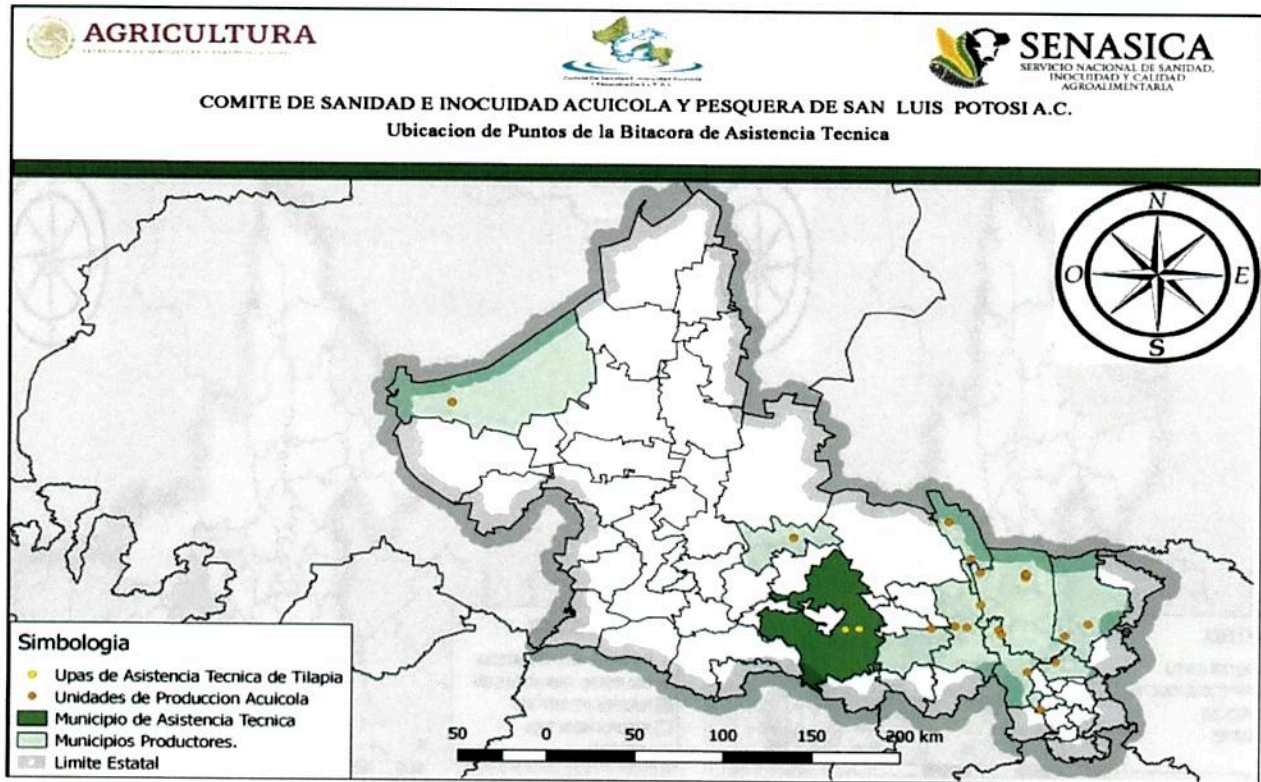 AGRICULTURA
SENASICA
SERVICIO NACIONAL DE SANIDAD,
INOCUIDAD Y CALIDAD
AGROALIMENTARIA
COMITE DE SANIDAD E INOCUIDAD ACUICOLA Y PESQUERA DE SAN LUIS POTOSI A.C.
Ubicacion de Puntos de la Bitacora de Asistencia Tecnica
N
O
E
S
Simbologia
Upas de Asistencia Tecnica de Tilapia
Unidades de Produccion Acuicola
Municipio de Asistencia Tecnica
Municipios Productores.
Limite Estatal
50 0 50 100 150 200 km